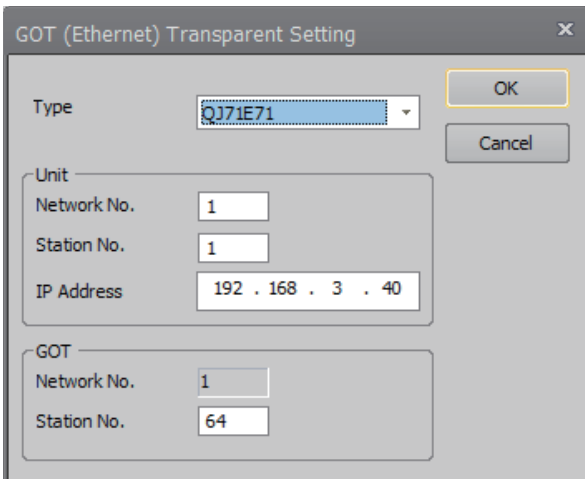 GOT (Ethernet) Transparent Setting x
Type QJ71E71 OK
Cancel
Unit
Network No. 1
Station No. 1
IP Address 192 . 168 . 3 . 40
GOT
Network No. 1
Station No. 64